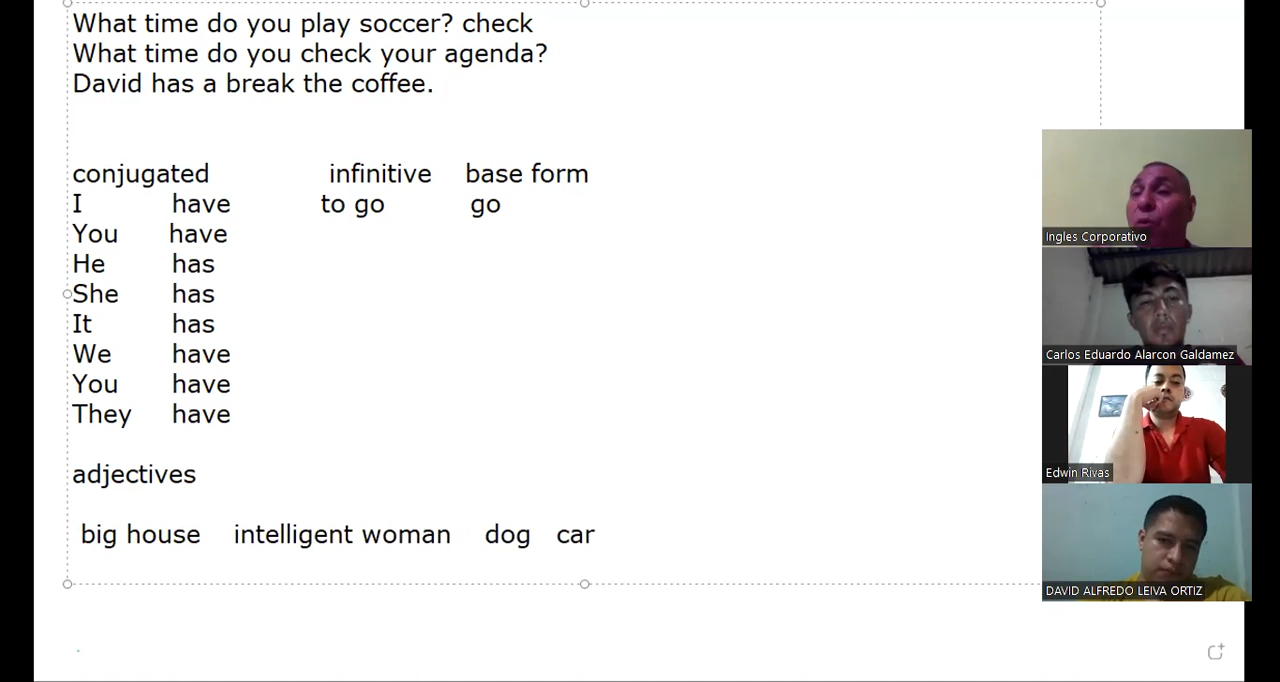 What time do you play soccer? check
What time do you check your agenda?
David has a break the coffee.
conjugated infinitive base form
I have to go go
You have
He has
She has
It has
We have
You have
They have
adjectives
big house intelligent woman dog car
Ingles Corporativo
Carlos Eduardo Alarcon Galdamez
Edwin Rivas
DAVID ALFREDO LEIVA ORTIZ